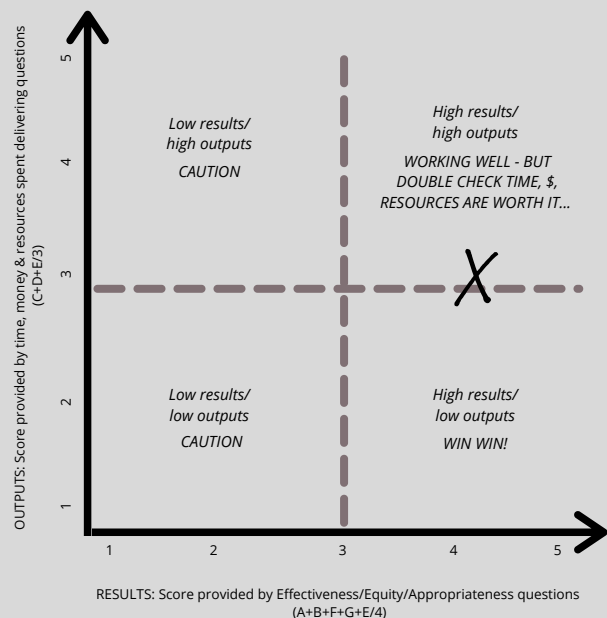 OUTPUTS: Score provided by time, money & resources spent delivering questions
(C+D+E/3)
5
4
3
2
1
Low results/
high outputs
CAUTION
High results/
high outputs
WORKING WELL - BUT
DOUBLE CHECK TIME, $,
RESOURCES ARE WORTH IT...
X
Low results/
low outputs
CAUTION
High results/
low outputs
WIN WIN!
1
2
3
4
5
RESULTS: Score provided by Effectiveness/Equity/Appropriateness questions
(A+B+F+G+E/4)